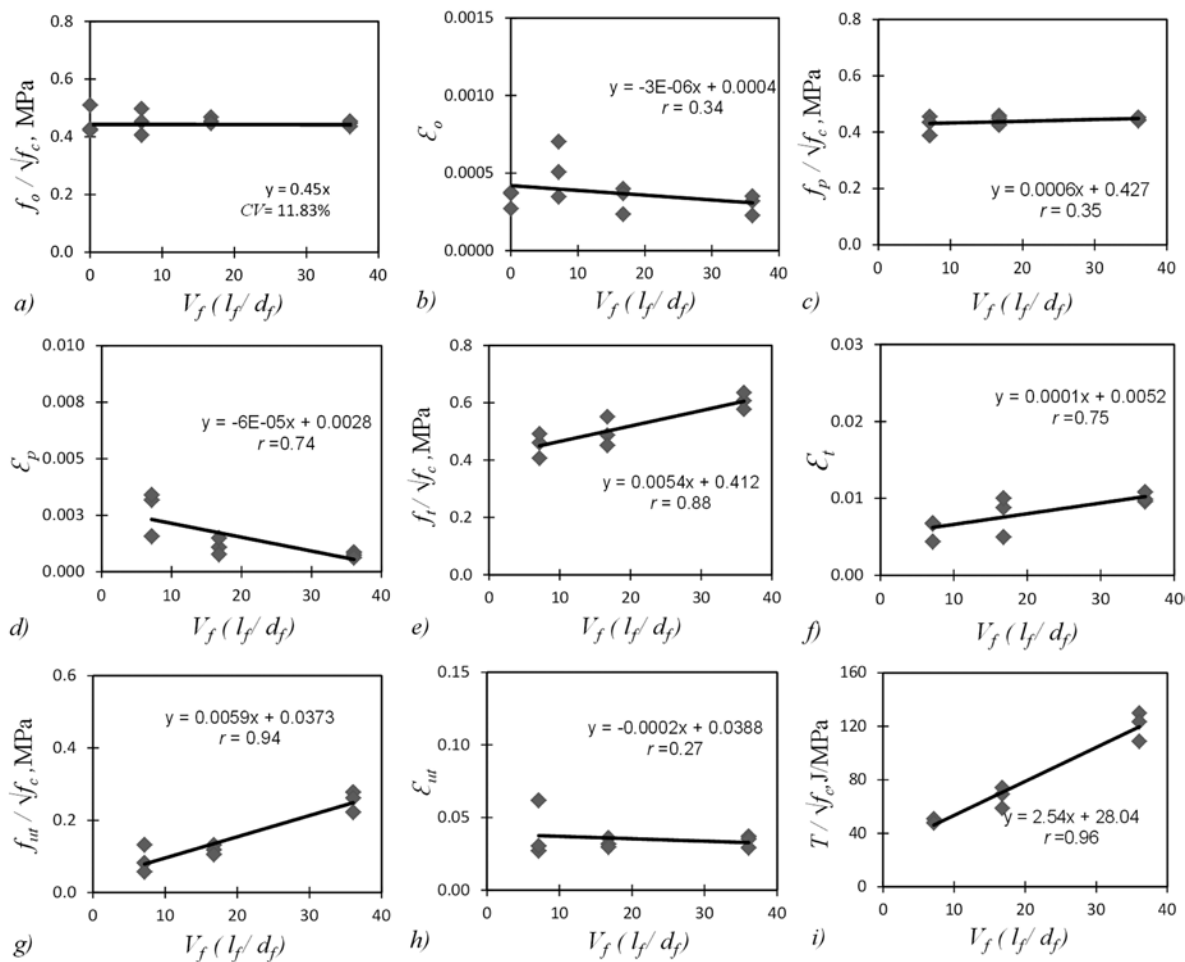 f_o / √f_c, MPa
0.8
0.6
0.4
0.2
0.0
y = 0.45x
CV= 11.83%
0 10 20 30 40
V_f ( l_f / d_f )
a)
Ɛ_o
0.0015
0.0010
0.0005
0.0000
y = -3E-06x + 0.0004
r = 0.34
0 10 20 30 40
V_f ( l_f / d_f )
b)
f_p / √f_c, MPa
0.8
0.6
0.4
0.2
0.0
y = 0.0006x + 0.427
r = 0.35
0 10 20 30 40
V_f ( l_f / d_f )
c)
Ɛ_p
0.010
0.008
0.005
0.003
0.000
y = -6E-05x + 0.0028
r =0.74
0 10 20 30 40
V_f ( l_f / d_f )
d)
f_t / √f_c ,MPa
0.8
0.6
0.4
0.2
0.0
y = 0.0054x + 0.412
r = 0.88
0 10 20 30 40
V_f ( l_f / d_f )
e)
Ɛ_t
0.03
0.02
0.01
0.00
y = 0.0001x + 0.0052
r = 0.75
0 10 20 30 40
V_f ( l_f / d_f )
f)
f_ut / √f_c ,MPa
0.6
0.4
0.2
0.0
y = 0.0059x + 0.0373
r = 0.94
0 10 20 30 40
V_f ( l_f / d_f )
g)
Ɛ_ut
0.15
0.10
0.05
0.00
y = -0.0002x + 0.0388
r =0.27
0 10 20 30 40
V_f ( l_f / d_f )
h)
T / √f_c, J/MPa
160
120
80
40
0
y = 2.54x + 28.04
r =0.96
0 10 20 30 40
V_f ( l_f / d_f )
i)